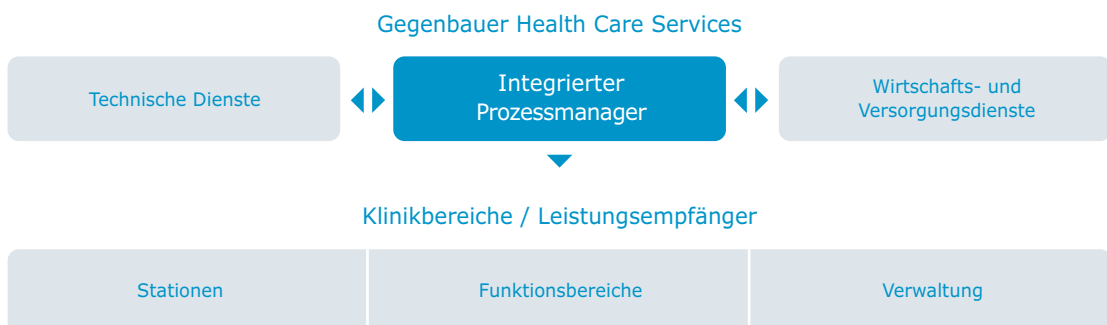 Gegenbauer Health Care Services
Technische Dienste
Integrierter
Prozessmanager
Wirtschafts- und
Versorgungsdienste
Klinikbereiche / Leistungsempfänger
Stationen
Funktionsbereiche
Verwaltung